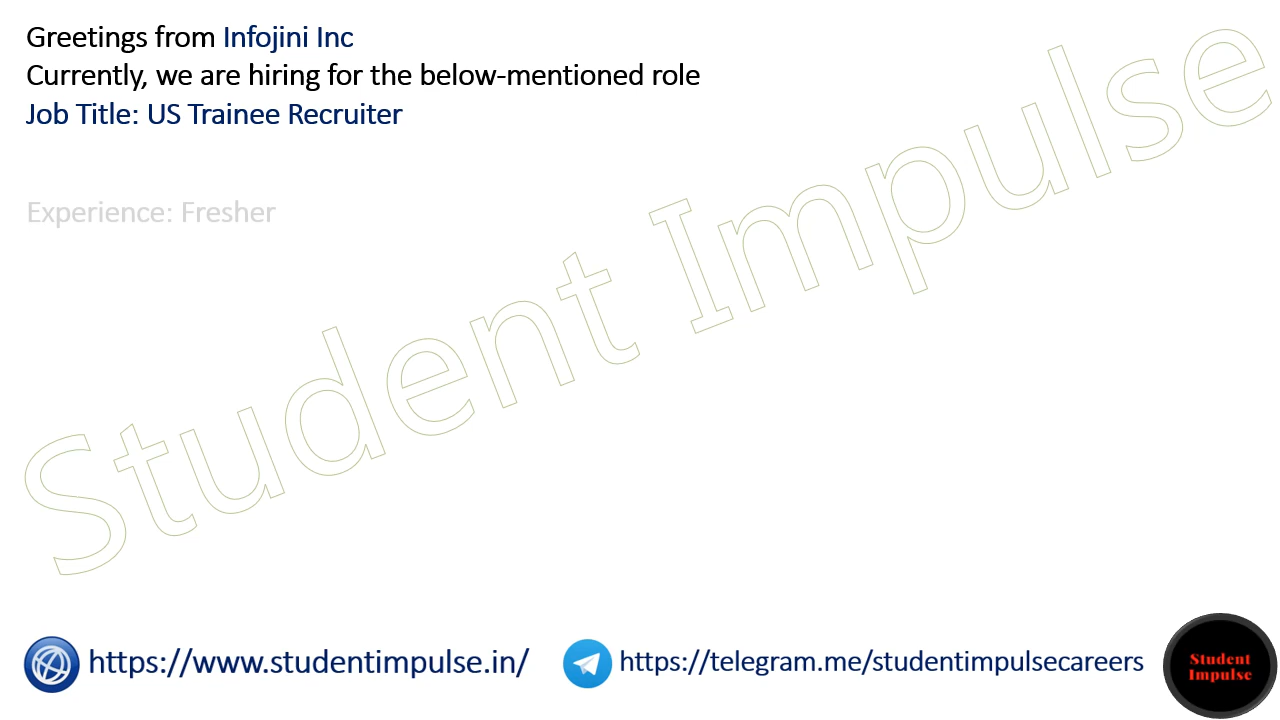 Greetings from Infojini Inc
Currently, we are hiring for the below-mentioned role
Job Title: US Trainee Recruiter
Experience: Fresher
Student Impulse
https://www.studentimpulse.in/
https://telegram.me/studentimpulsecareers
Student
Impulse